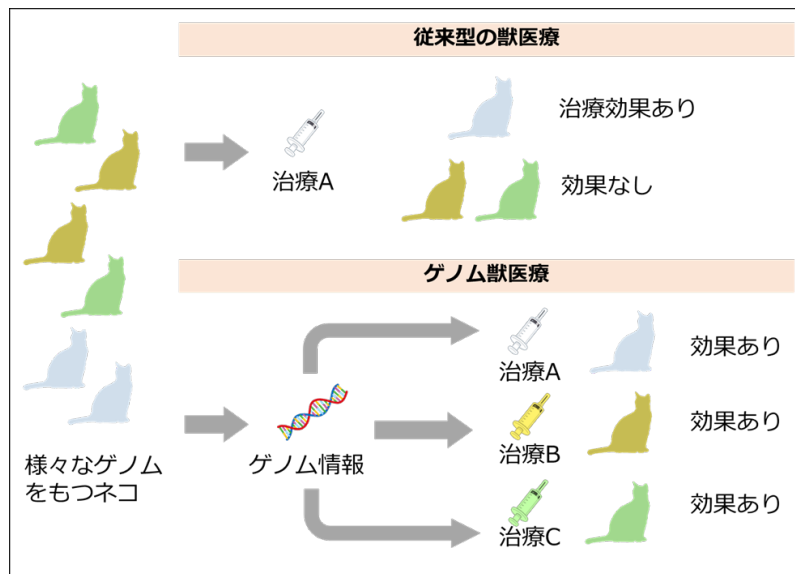 従来型の獣医療
治療A
治療効果あり
効果なし
ゲノム獣医療
様々なゲノム
をもつネコ
ゲノム情報
治療A
効果あり
治療B
効果あり
治療C
効果あり